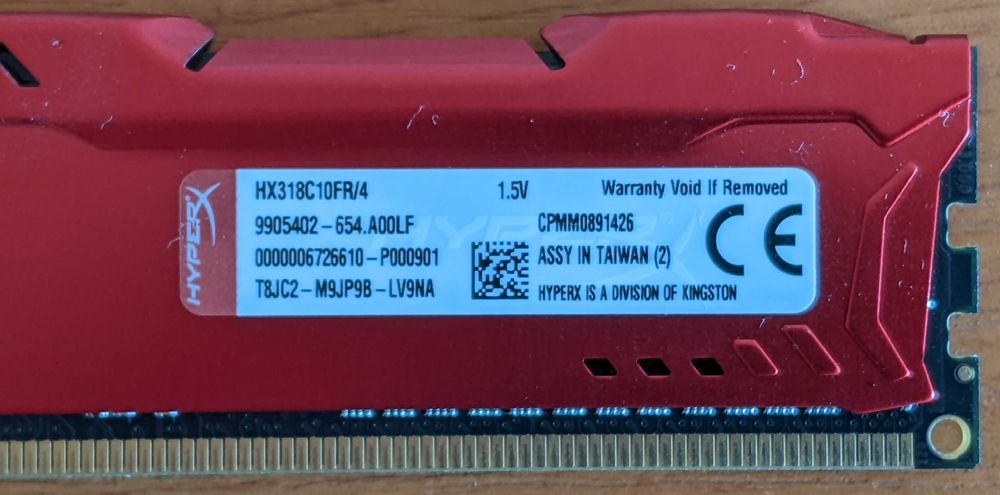 HYPERX
HX318C10FR/4 1.5V Warranty Void If Removed
9905402-654.A00LF CPMM0891426
0000006726610-P000901 ASSY IN TAIWAN (2)
T8JC2-M9JP9B-LV9NA HYPERX IS A DIVISION OF KINGSTON
CE